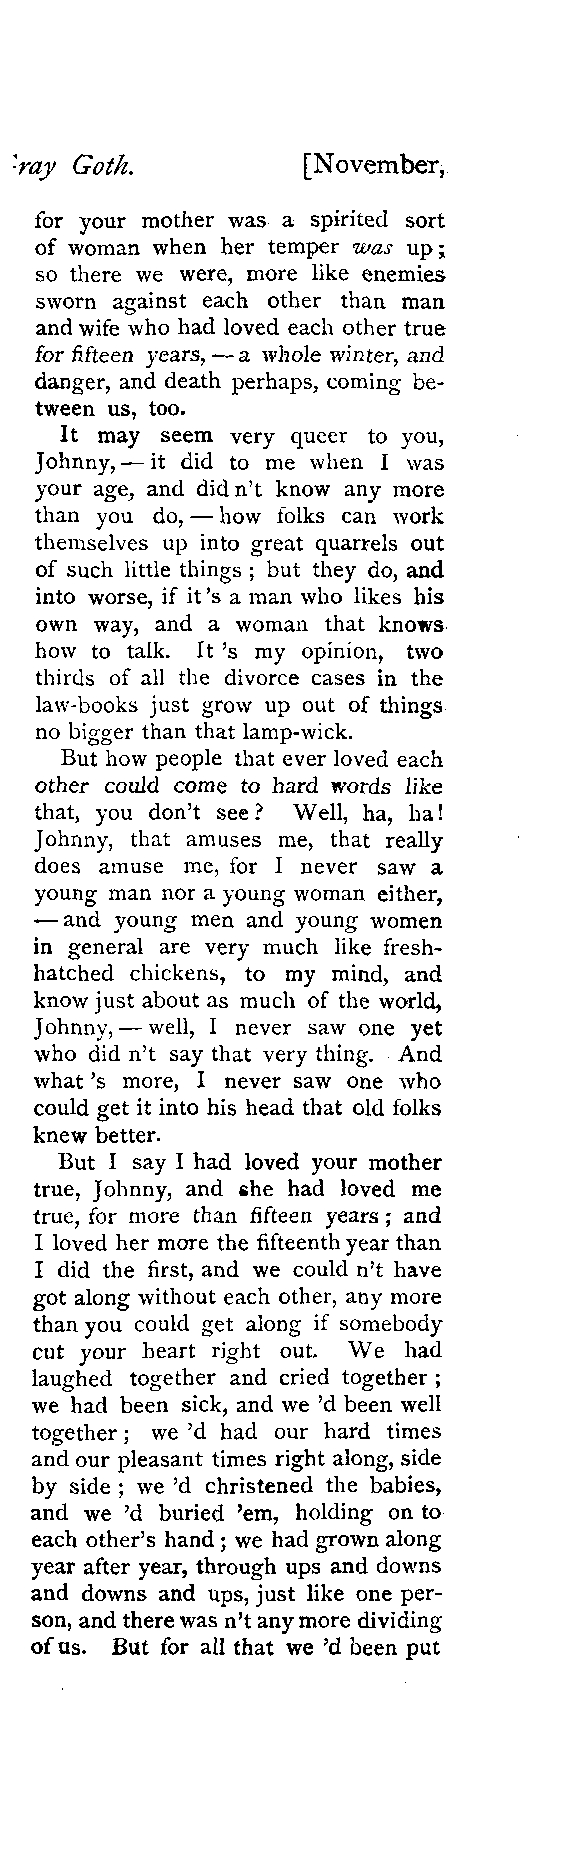 Gray Goth. [November,
for your mother was a spirited sort
of woman when her temper was up;
so there we were, more like enemies
sworn against each other than man
and wife who had loved each other true
for fifteen years, — a whole winter, and
danger, and death perhaps, coming be-
tween us, too.
It may seem very queer to you,
Johnny, — it did to me when I was
your age, and did n't know any more
than you do, — how folks can work
themselves up into great quarrels out
of such little things ; but they do, and
into worse, if it 's a man who likes his
own way, and a woman that knows
how to talk. It 's my opinion, two
thirds of all the divorce cases in the
law-books just grow up out of things
no bigger than that lamp-wick.
But how people that ever loved each
other could come to hard words like
that, you don't see ? Well, ha, ha!
Johnny, that amuses me, that really
does amuse me, for I never saw a
young man nor a young woman either,
— and young men and young women
in general are very much like fresh-
hatched chickens, to my mind, and
know just about as much of the world,
Johnny, — well, I never saw one yet
who did n't say that very thing. And
what 's more, I never saw one who
could get it into his head that old folks
knew better.
But I say I had loved your mother
true, Johnny, and she had loved me
true, for more than fifteen years ; and
I loved her more the fifteenth year than
I did the first, and we could n't have
got along without each other, any more
than you could get along if somebody
cut your heart right out. We had
laughed together and cried together ;
we had been sick, and we 'd been well
together ; we 'd had our hard times
and our pleasant times right along, side
by side ; we 'd christened the babies,
and we 'd buried 'em, holding on to
each other's hand ; we had grown along
year after year, through ups and downs
and downs and ups, just like one per-
son, and there was n't any more dividing
of us. But for all that we 'd been put